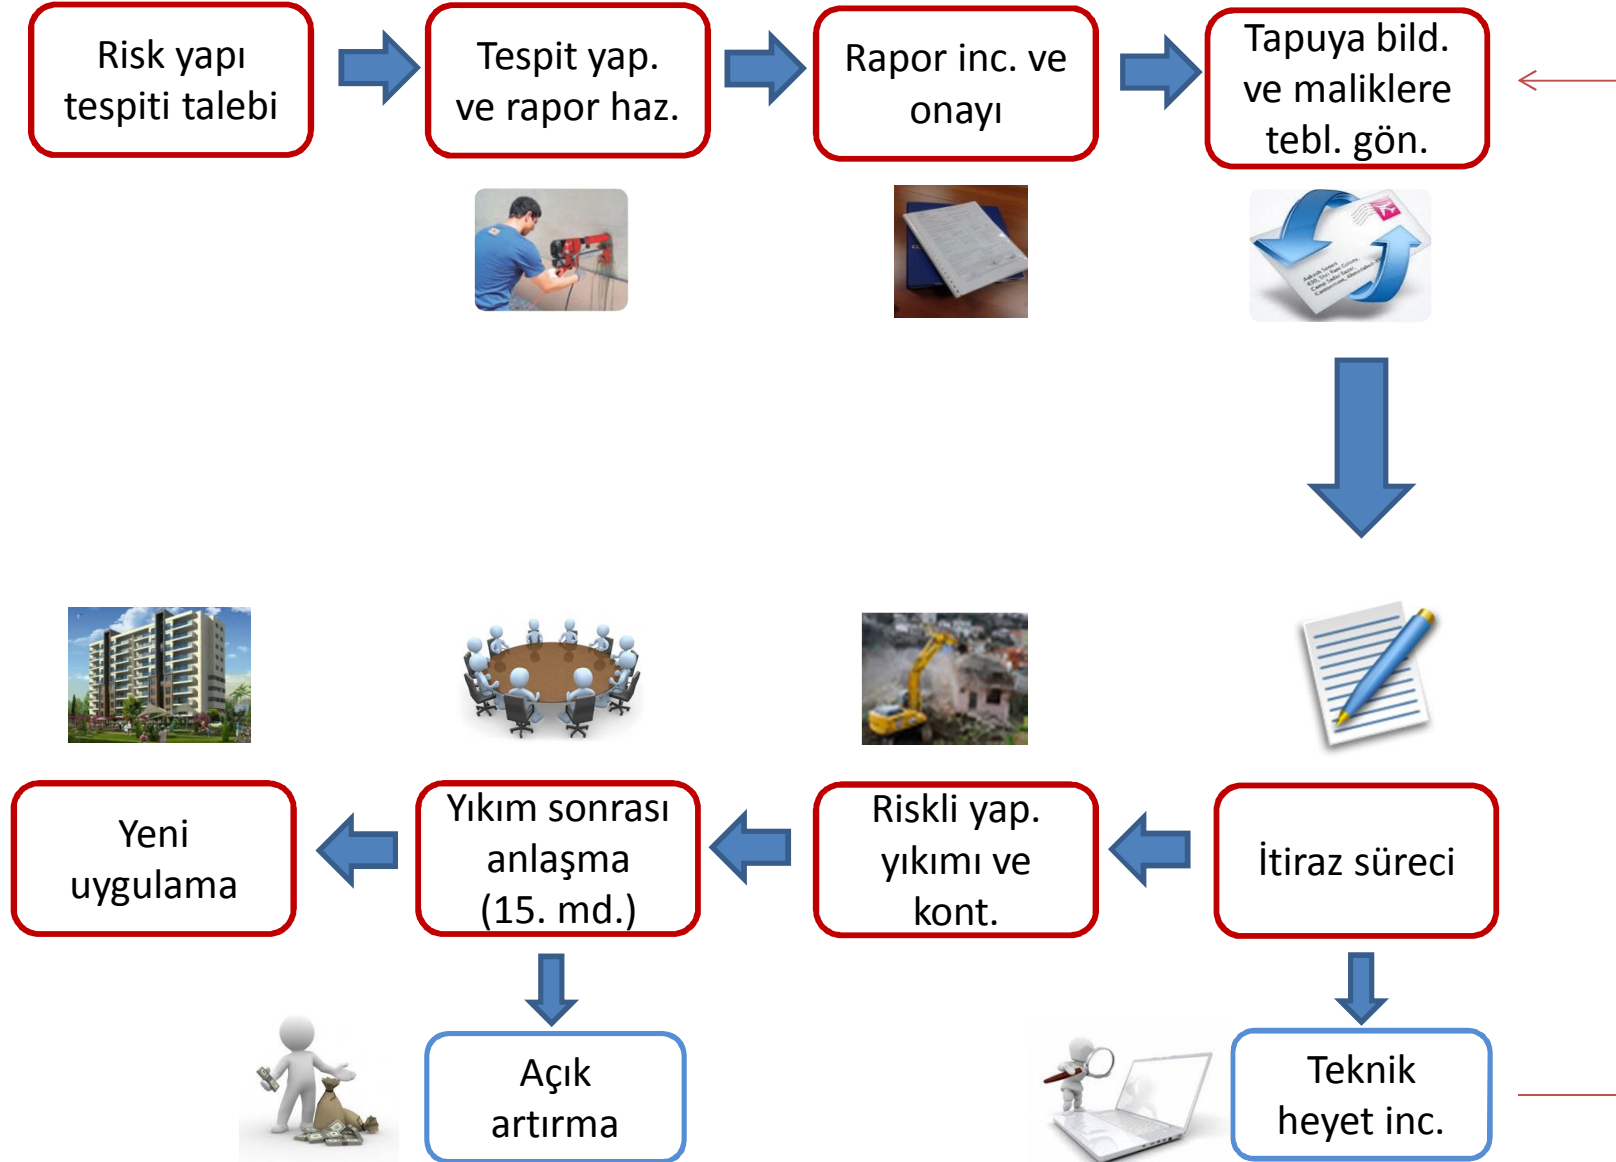 Risk yapı
tespiti talebi
Tespit yap.
ve rapor haz.
Rapor inc. ve
onayı
Tapuya bild.
ve maliklere
tebl. gön.
Yeni
uygulama
Yıkım sonrası
anlaşma
(15. md.)
Riskli yap.
yıkımı ve
kont.
İtiraz süreci
Açık
artırma
Teknik
heyet inc.